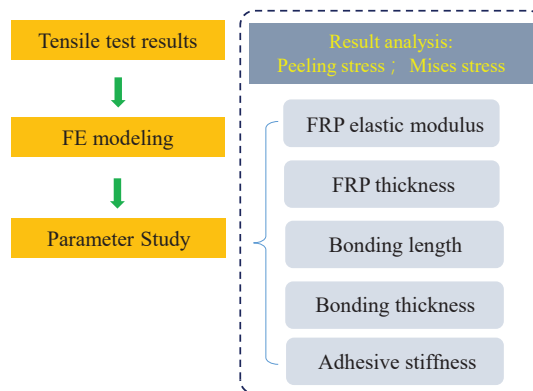 Tensile test results
FE modeling
Parameter Study
Result analysis:
Peeling stress； Mises stress
FRP elastic modulus
FRP thickness
Bonding length
Bonding thickness
Adhesive stiffness